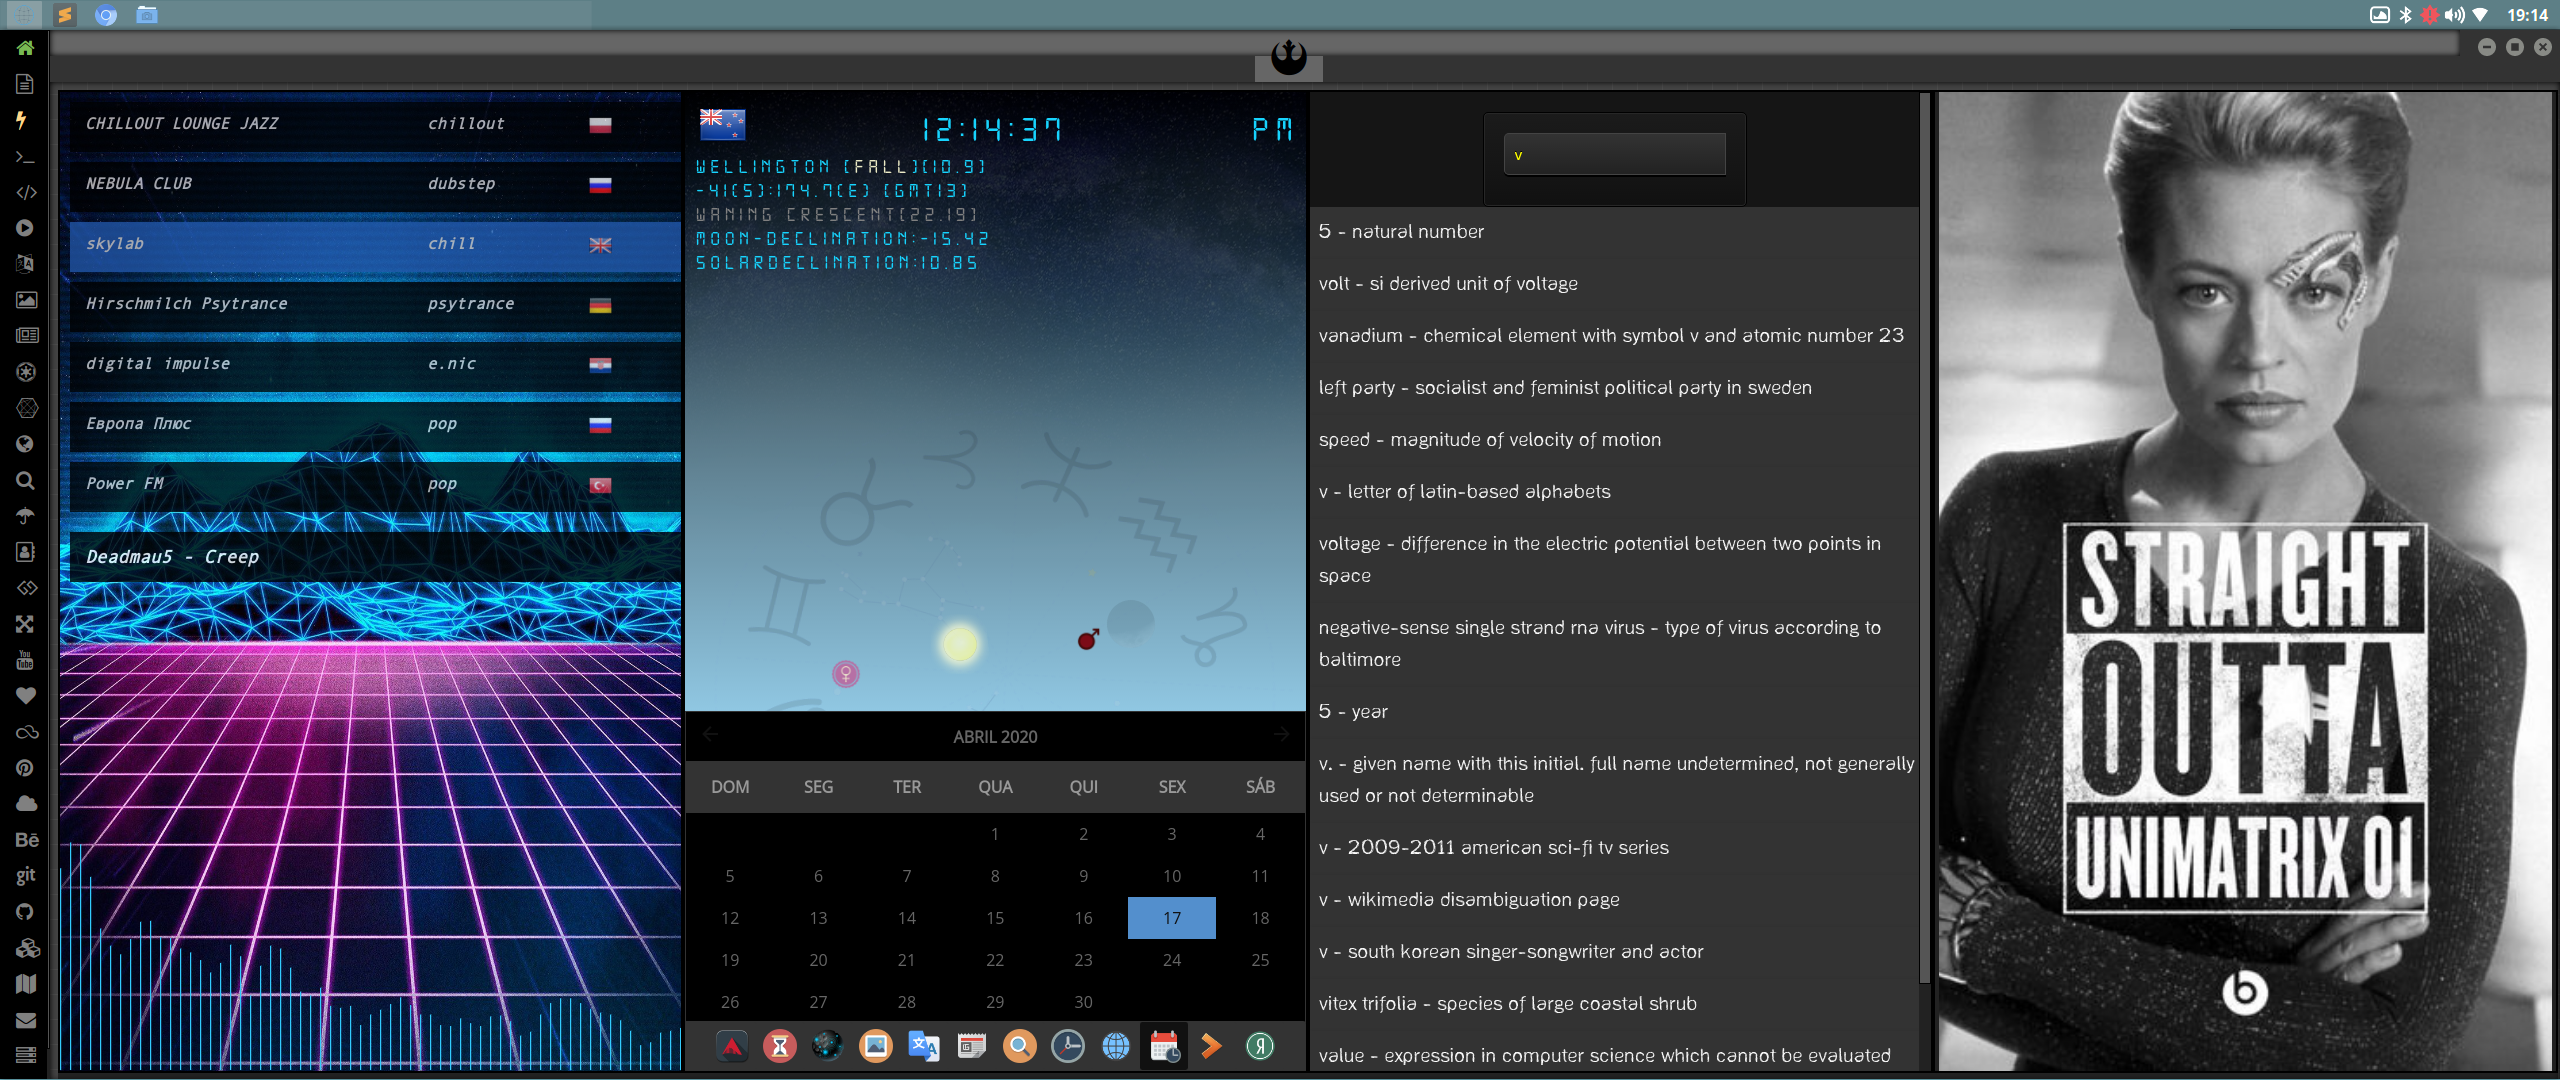 19:14
CHILLOUT LOUNGE JAZZ chillout
NEBULA CLUB dubstep
skylab chill
Hirschmilch Psytrance psytrance
digital impulse e.nic
Европа Плюс pop
Power FM pop
Deadmau5 - Creep
You
Tube
Bē
git
12:14:37 PM
WELLINGTON (FALL)(10.9)
-41(S):174.7(E) (GMT13)
WANING CRESCENT(22.19)
MOON-DECLINATION:-15.42
SOLARDECLINATION:10.85
ABRIL 2020
DOM SEG TER QUA QUI SEX SÁB
1 2 3 4
5 6 7 8 9 10 11
12 13 14 15 16 17 18
19 20 21 22 23 24 25
26 27 28 29 30
v
5 - natural number
volt - si derived unit of voltage
vanadium - chemical element with symbol v and atomic number 23
left party - socialist and feminist political party in sweden
speed - magnitude of velocity of motion
v - letter of latin-based alphabets
voltage - difference in the electric potential between two points in
space
negative-sense single strand rna virus - type of virus according to
baltimore
5 - year
v. - given name with this initial. full name undetermined, not generally
used or not determinable
v - 2009-2011 american sci-fi tv series
v - wikimedia disambiguation page
v - south korean singer-songwriter and actor
vitex trifolia - species of large coastal shrub
value - expression in computer science which cannot be evaluated
STRAIGHT
OUTTA
UNIMATRIX 01
b